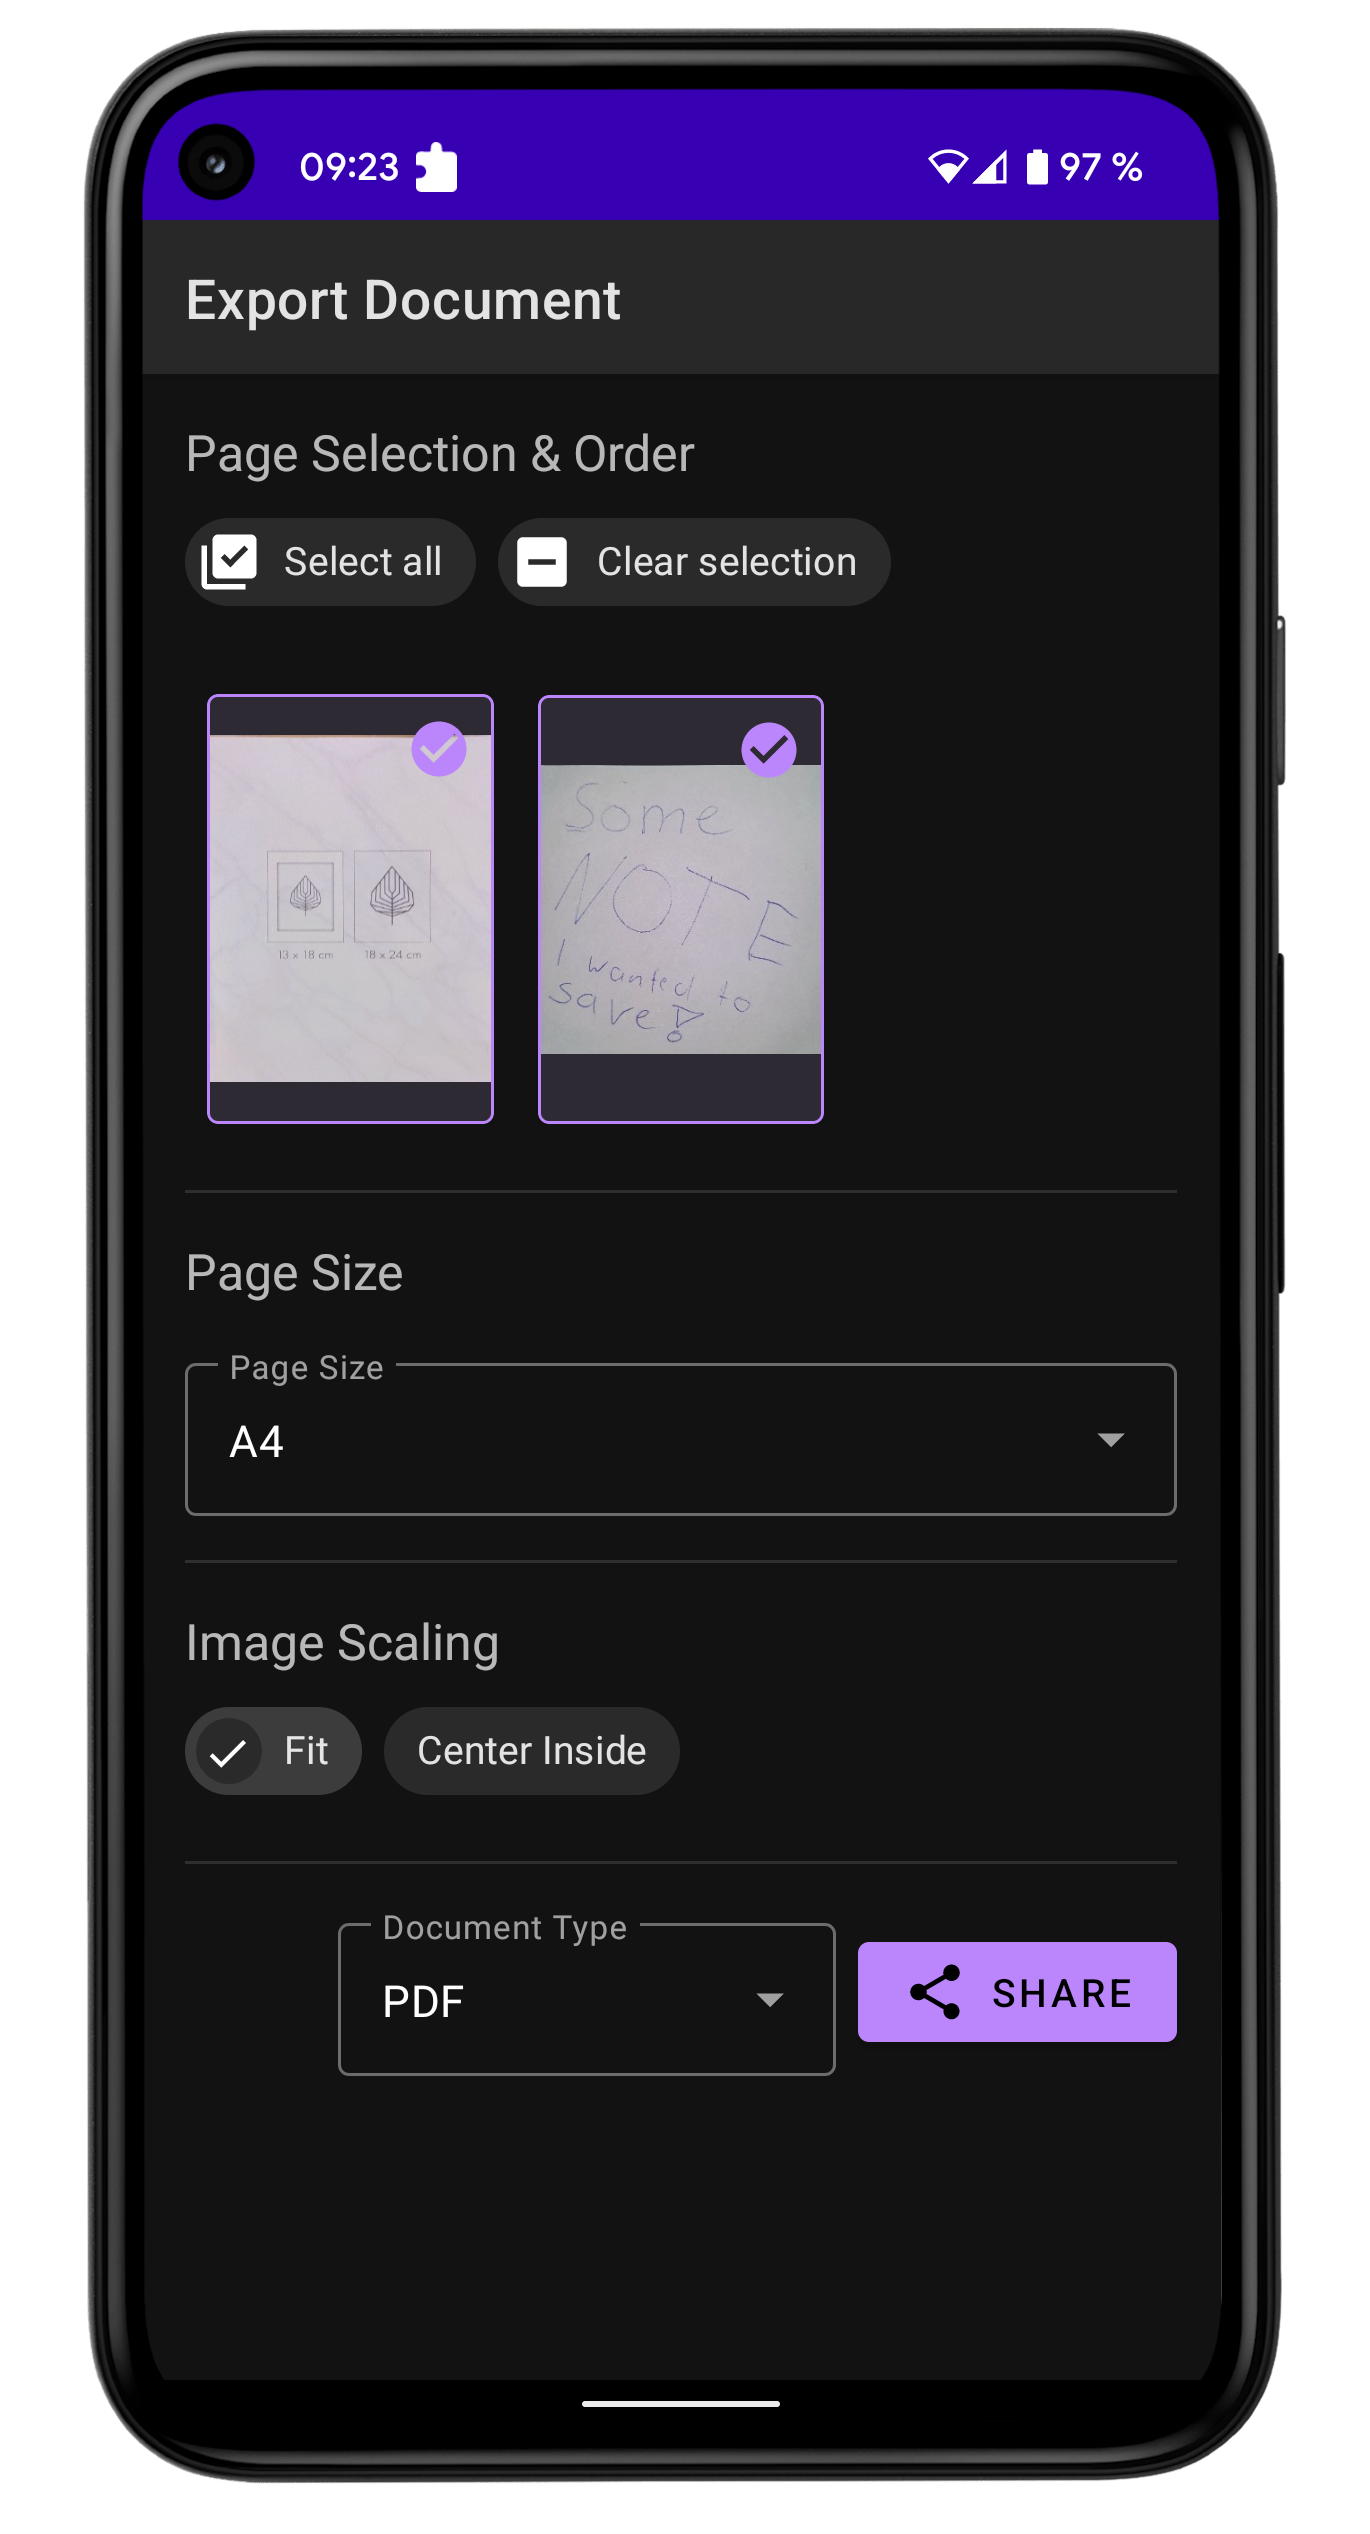 09:23
97 %
Export Document
Page Selection & Order
Select all
Clear selection
13 x 18 cm
18 x 24 cm
Some
NOTE
I wanted to
save!
Page Size
Page Size
A4
Image Scaling
Fit
Center Inside
Document Type
PDF
SHARE